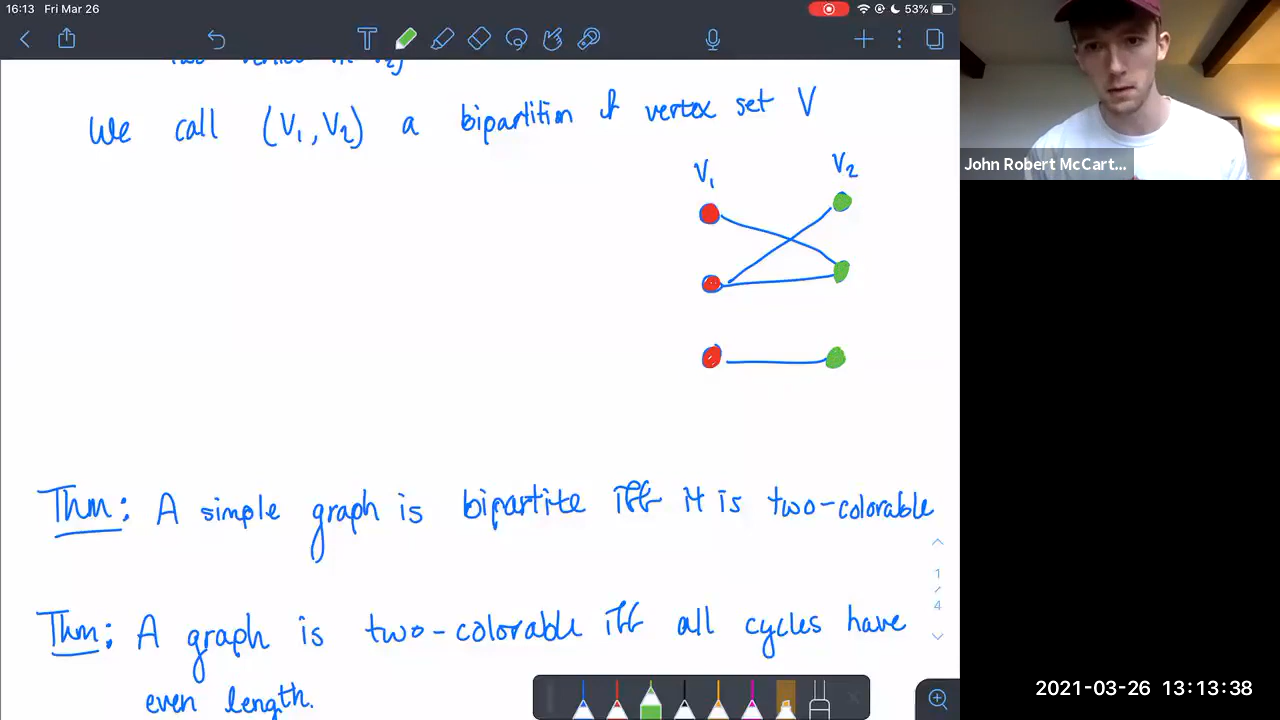 16:13 Fri Mar 26
53%
We call (V₁, V₂) a bipartition of vertex set V
V₁ V₂
Thm: A simple graph is bipartite iff it is two-colorable
Thm: A graph is two-colorable iff all cycles have
even length.
1
/
4
John Robert McCart...
2021-03-26 13:13:38